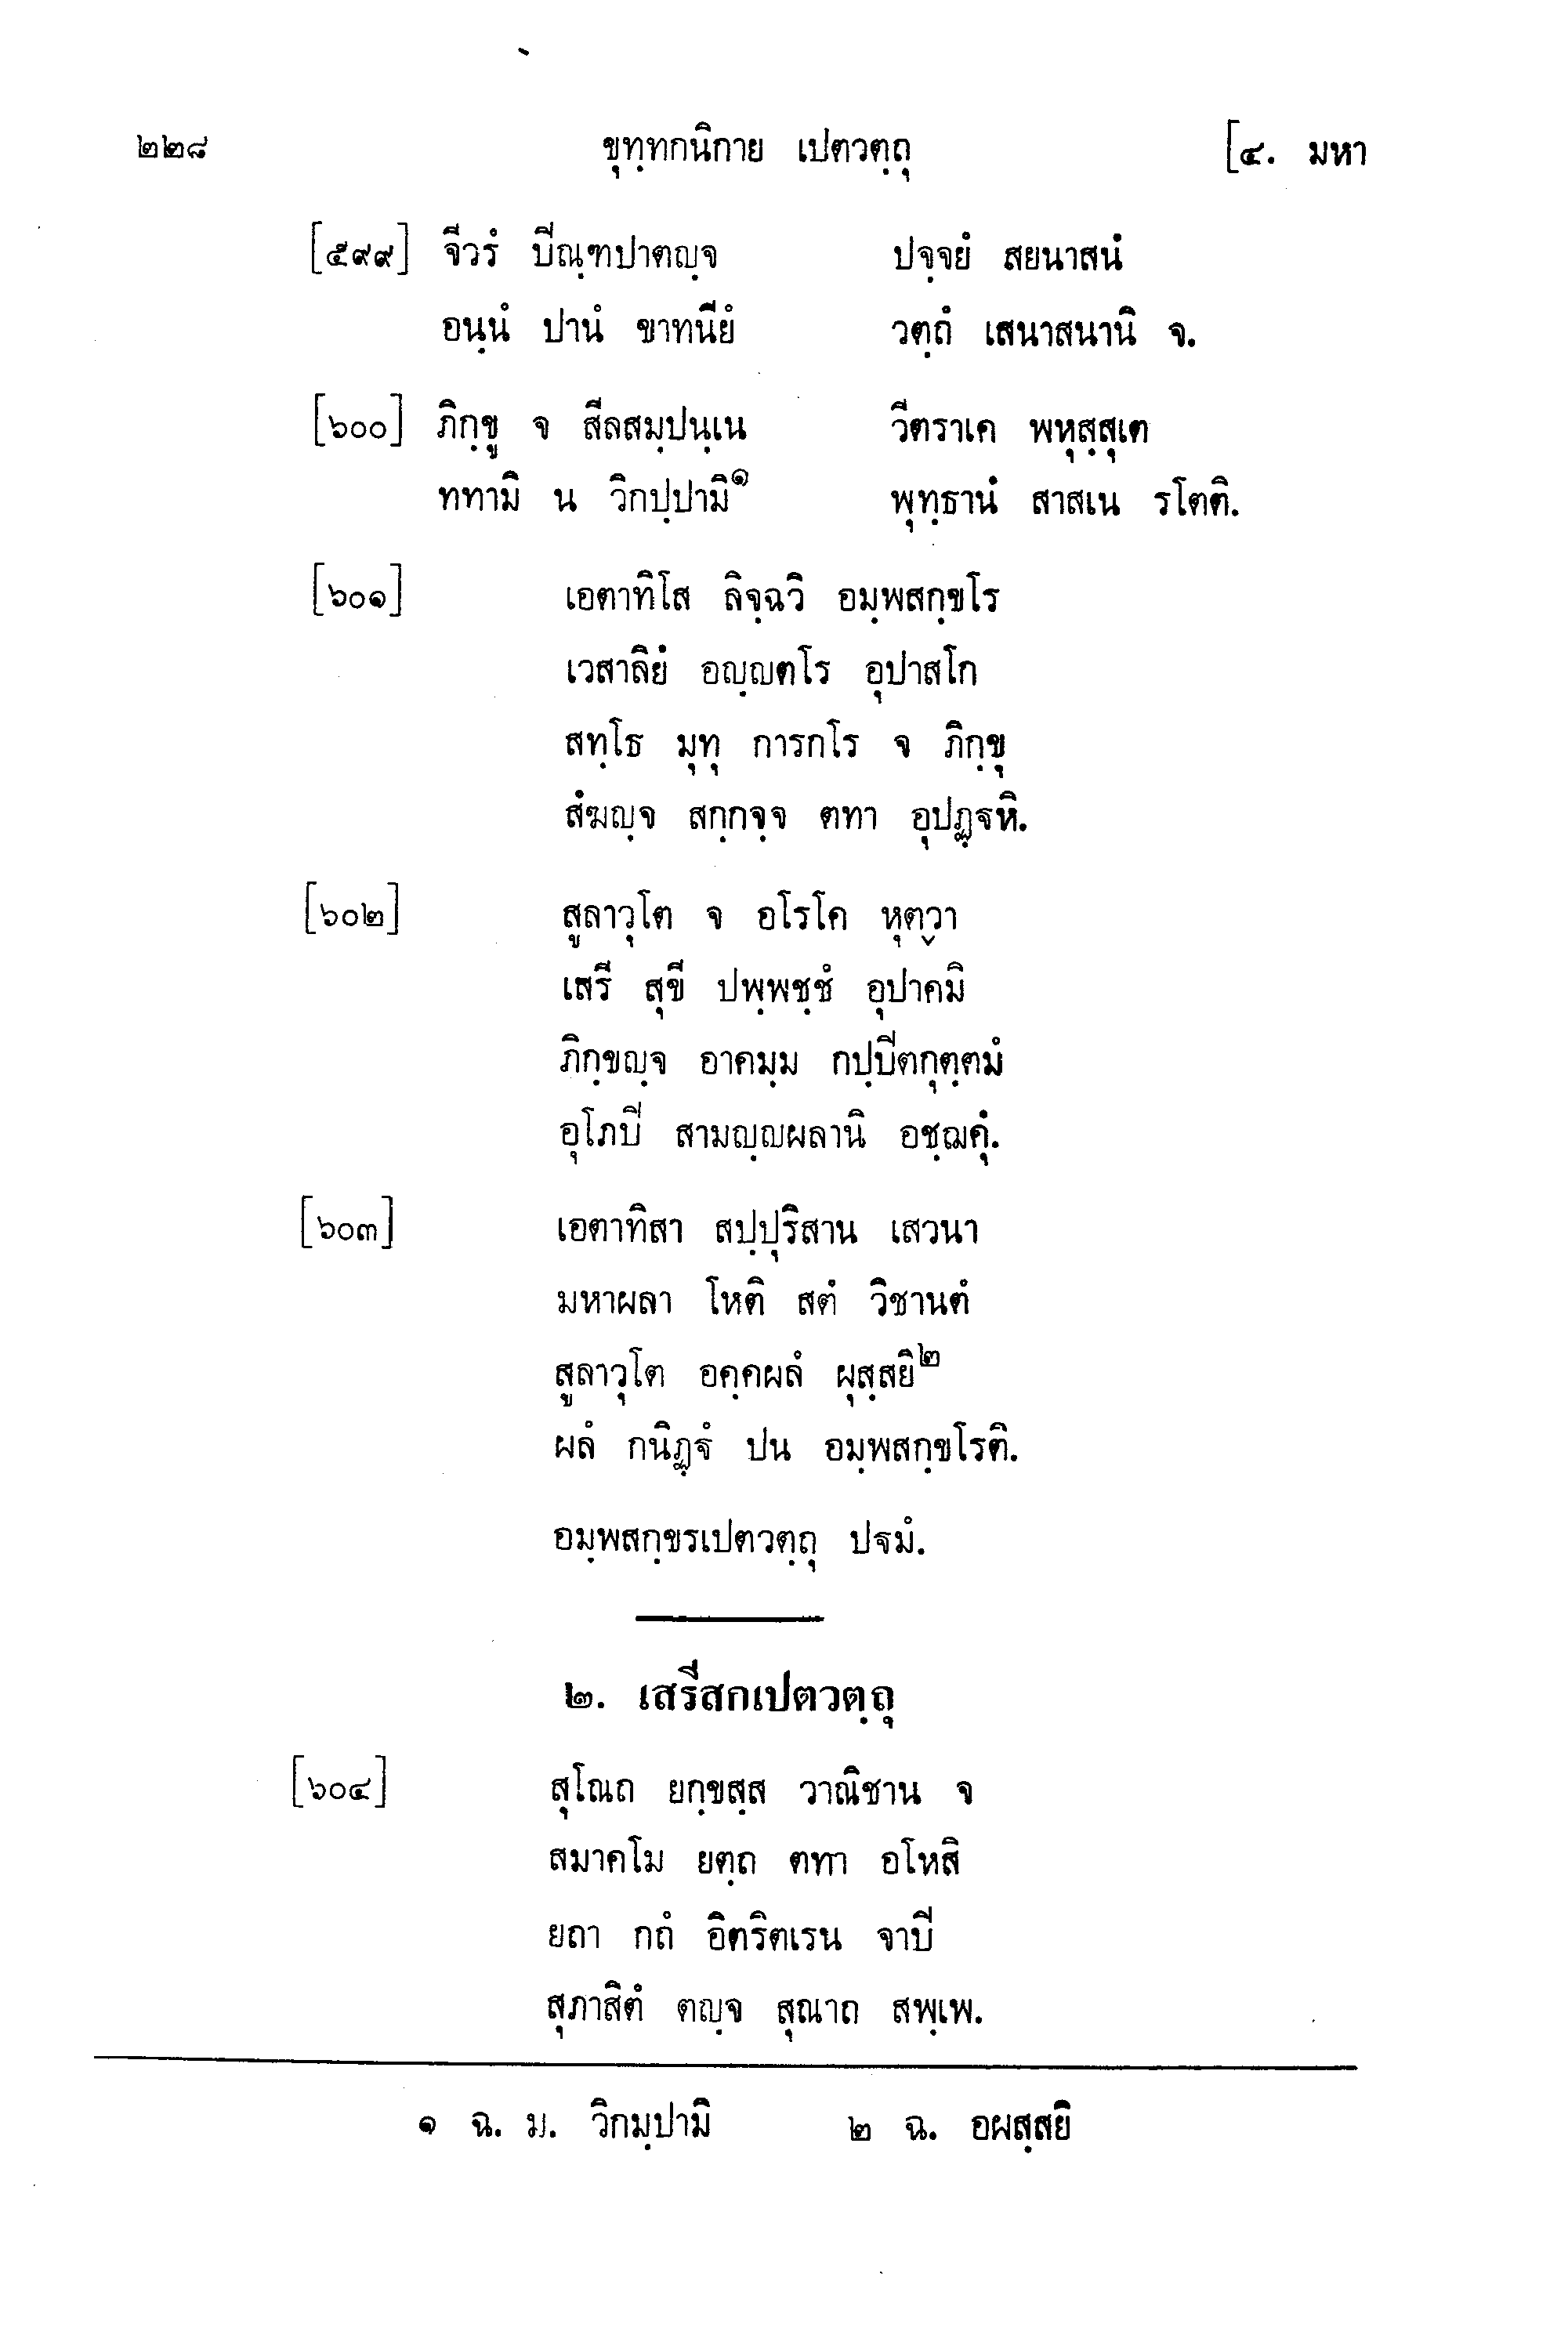 ๒๒๘ ขุทฺทกนิกาย เปตวตฺถุ [๔. มหา
[๕๙๙] จีวรํ ปิณฺฑปาตญฺจ ปจฺจยํ สยนาสนํ
อนฺนํ ปานํ ขาทนียํ วตฺถํ เสนาสนานิ จ.
[๖๐๐] ภิกฺขู จ สีลสมฺปนฺเน วีตราเค พหุสฺสุเต
ททามิ น วิกปฺปามิ๑ พุทฺธานํ สาสเน รโตติ.
[๖๐๑] เอตาทิโส ลิจฺฉวิ อมฺพสกฺขโร
เวสาลิยํ อญฺญตโร อุปาสโก
สทฺโธ มุทุ การกโร จ ภิกฺขุ
สํฆญฺจ สกฺกจฺจ ตทา อุปฏฺฐหิ.
[๖๐๒] สูลาวุโต จ อโรโค หุตฺวา
เสรี สุขี ปพฺพชฺชํ อุปาคมิ
ภิกฺขญฺจ อาคมฺม กปฺปิตกุตฺตมํ
อุโภปิ สามญฺญผลานิ อชฺฌคุํ.
[๖๐๓] เอตาทิสา สปฺปุริสาน เสวนา
มหาผลา โหติ สตํ วิชานตํ
สูลาวุโต อคฺคผลํ ผุสฺสยิ๒
ผลํ กนิฏฺฐํ ปน อมฺพสกฺขโรติ.
อมฺพสกฺขรเปตวตฺถุ ปฐมํ.
๒. เสรีสกเปตวตฺถุ
[๖๐๔] สุโณถ ยกฺขสฺส วาณิชาน จ
สมาคโม ยตฺถ ตทา อโหสิ
ยถา กถํ อิตริตเรน จาปิ
สุภาสิตํ ตญฺจ สุณาถ สพฺเพ.
๑ ฉ. ม. วิกมฺปามิ ๒ ฉ. อผสฺสยิ